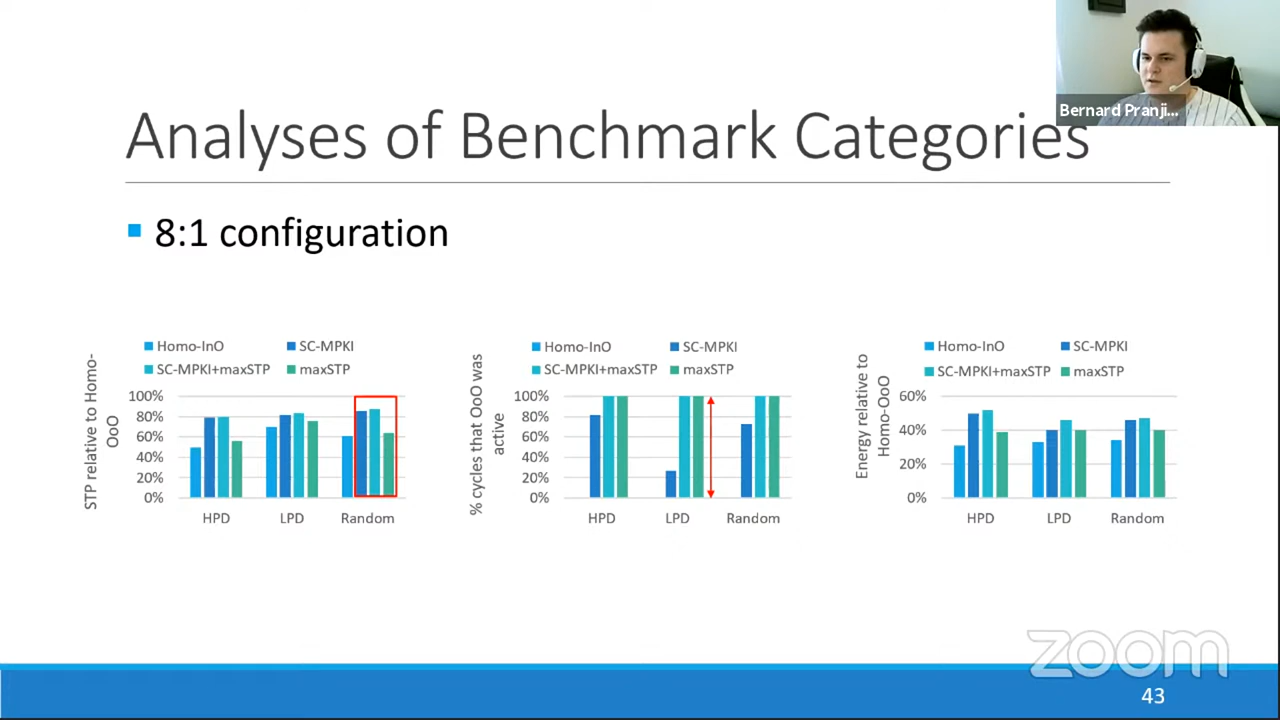 Bernard Pranji...
Analyses of Benchmark Categories
8:1 configuration
STP relative to Homo-
OoO
Homo-InO
SC-MPKI
SC-MPKI+maxSTP
maxSTP
100%
80%
60%
40%
20%
0%
HPD
LPD
Random
% cycles that OoO was
active
Homo-InO
SC-MPKI
SC-MPKI+maxSTP
maxSTP
100%
80%
60%
40%
20%
0%
HPD
LPD
Random
Energy relative to
Homo-OoO
Homo-InO
SC-MPKI
SC-MPKI+maxSTP
maxSTP
60%
40%
20%
0%
HPD
LPD
Random
zoom
43